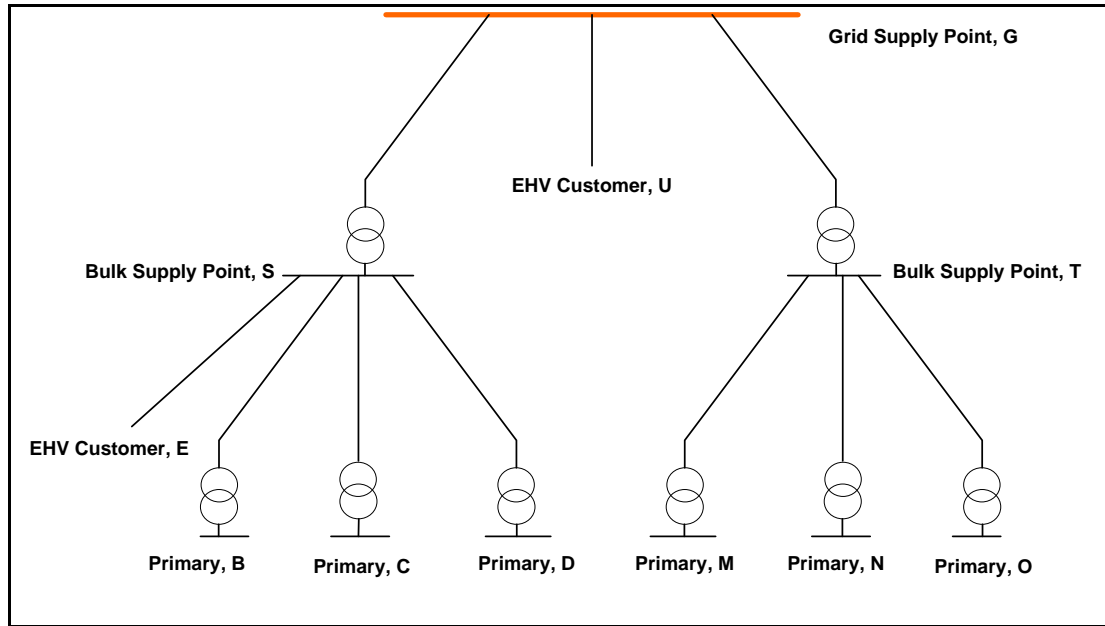 Grid Supply Point, G
EHV Customer, U
Bulk Supply Point, S
Bulk Supply Point, T
EHV Customer, E
Primary, B
Primary, C
Primary, D
Primary, M
Primary, N
Primary, O